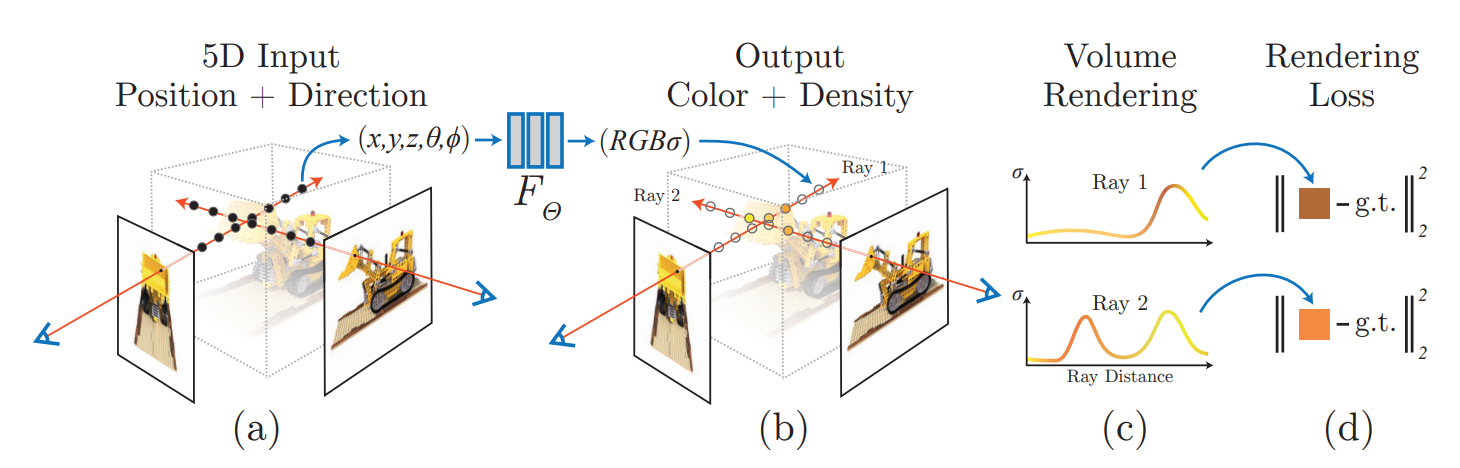 5D Input
Position + Direction
Output
Color + Density
Volume
Rendering
Rendering
Loss
(x,y,z,θ,ϕ)
F_Θ
(RGBσ)
Ray 1
Ray 2
σ
Ray 1
‖ – g.t. ‖₂²
σ
Ray 2
Ray Distance
‖ – g.t. ‖₂²
(a)
(b)
(c)
(d)